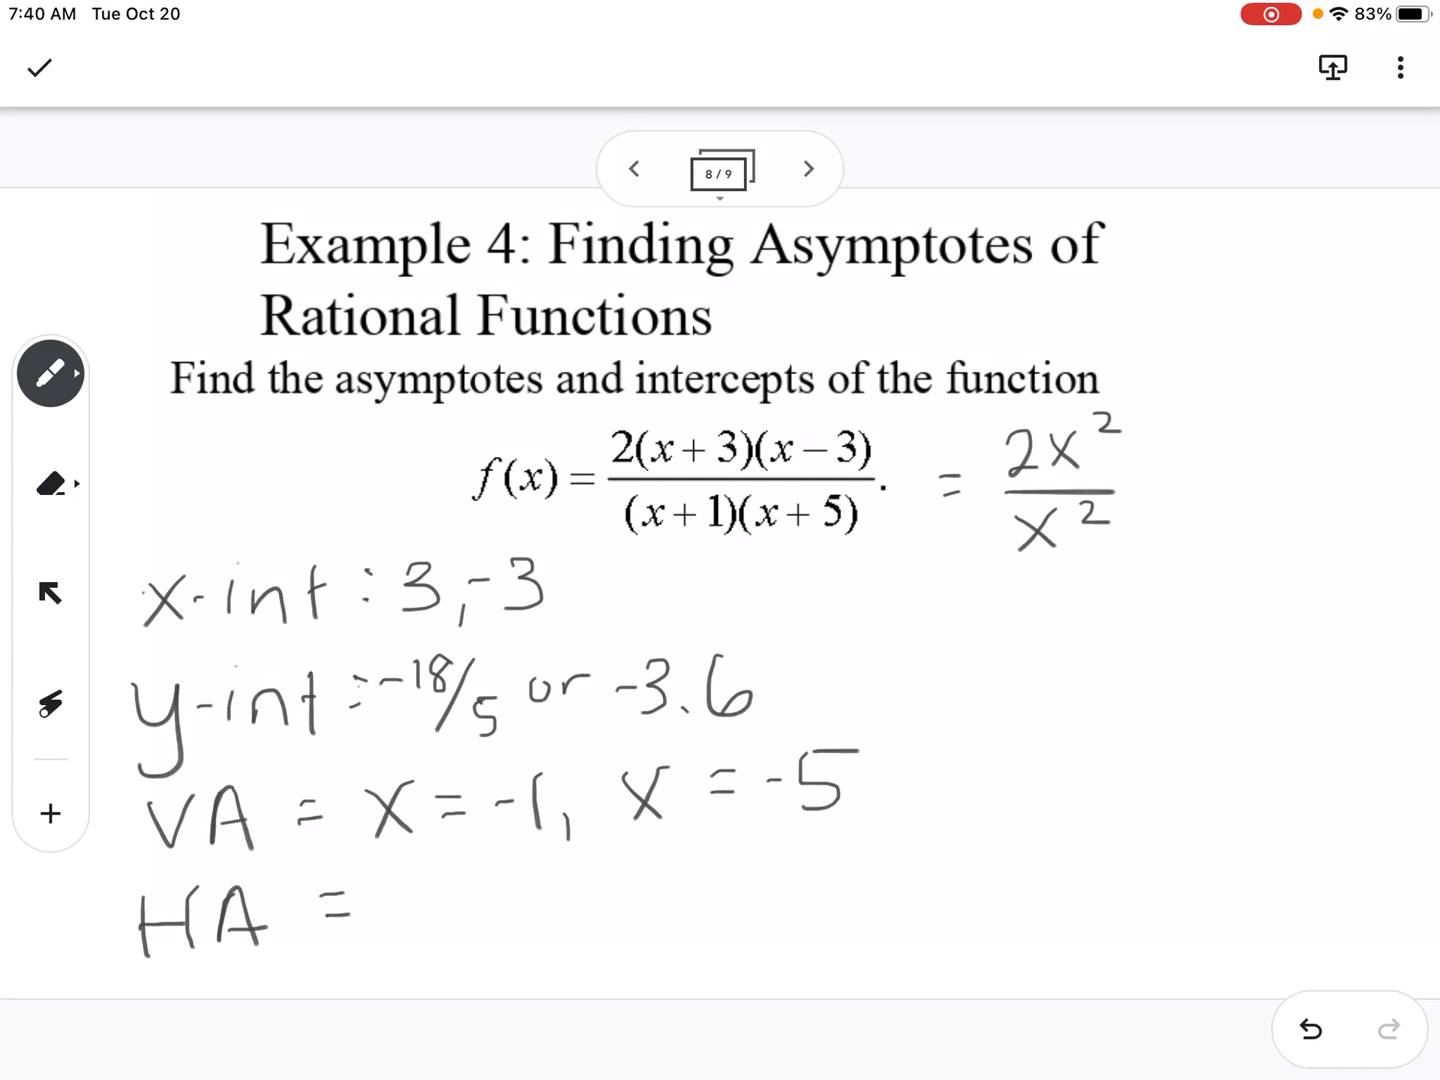 7:40 AM Tue Oct 20 83%
8 / 9
Example 4: Finding Asymptotes of
Rational Functions
Find the asymptotes and intercepts of the function
f(x) = 2(x + 3)(x − 3) / (x + 1)(x + 5). = 2x² / x²
x-int : 3, -3
y-int = -18/5 or -3.6
VA = x = -1, x = -5
HA =